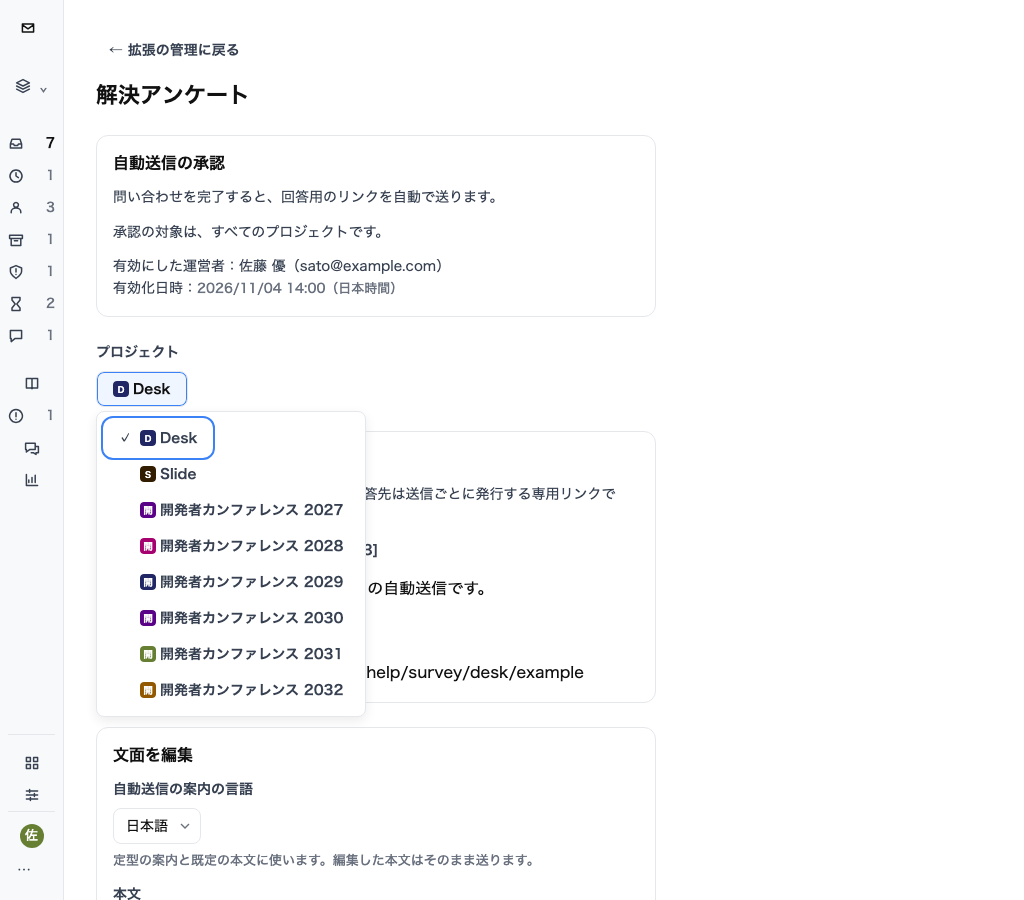 ← 拡張の管理に戻る
解決アンケート
7
1
3
1
1
2
1
1
自動送信の承認
問い合わせを完了すると、回答用のリンクを自動で送ります。
承認の対象は、すべてのプロジェクトです。
有効にした運営者：佐藤 優（sato@example.com）
有効化日時：2026/11/04 14:00（日本時間）
プロジェクト
D Desk
✓ D Desk
S Slide
開 開発者カンファレンス 2027
開 開発者カンファレンス 2028
開 開発者カンファレンス 2029
開 開発者カンファレンス 2030
開 開発者カンファレンス 2031
開 開発者カンファレンス 2032
答先は送信ごとに発行する専用リンクで
3]
の自動送信です。
help/survey/desk/example
文面を編集
自動送信の案内の言語
日本語
定型の案内と既定の本文に使います。編集した本文はそのまま送ります。
本文
佐
…